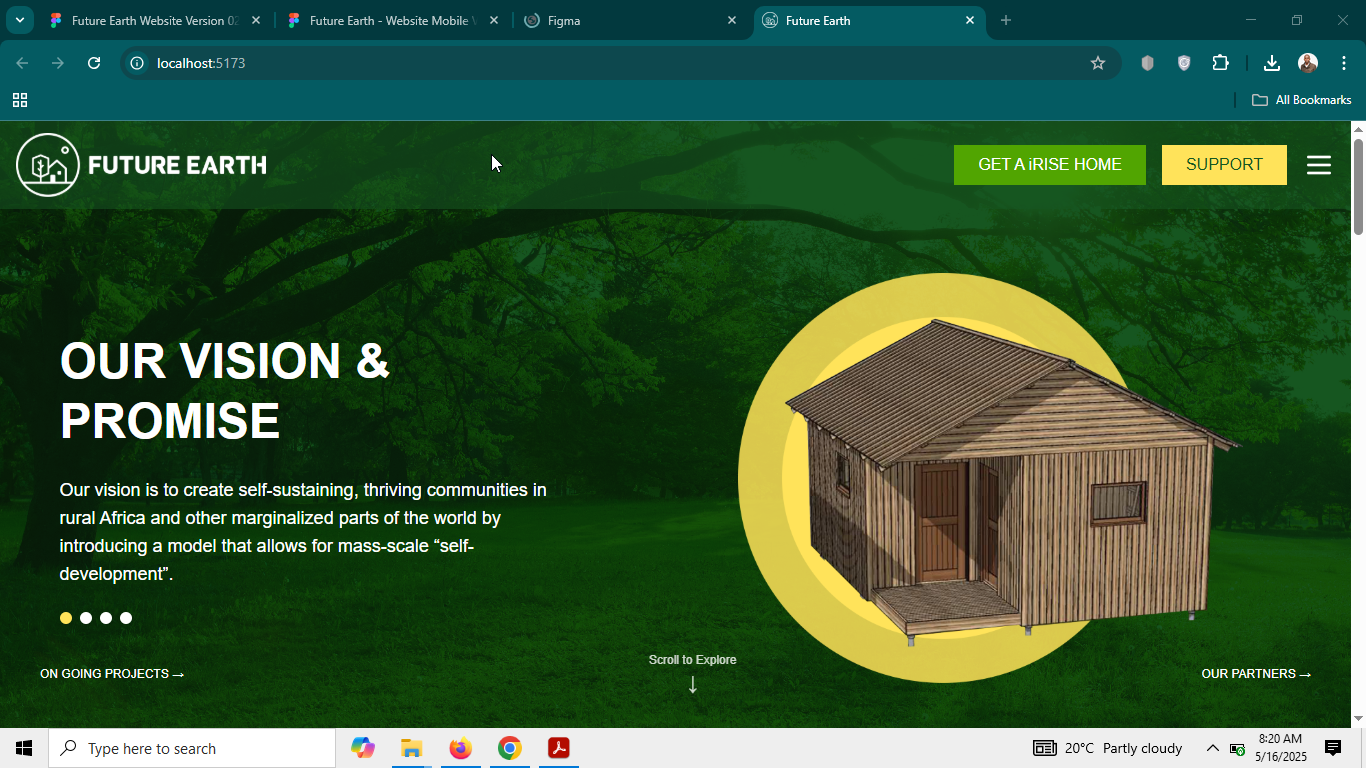 Future Earth Website Version 02
Future Earth - Website Mobile V
Figma
Future Earth
localhost:5173
All Bookmarks
FUTURE EARTH
GET A iRISE HOME
SUPPORT
OUR VISION &
PROMISE
Our vision is to create self-sustaining, thriving communities in
rural Africa and other marginalized parts of the world by
introducing a model that allows for mass-scale “self-
development”.
Scroll to Explore
↓
ON GOING PROJECTS →
OUR PARTNERS →
Type here to search
20°C Partly cloudy
8:20 AM
5/16/2025